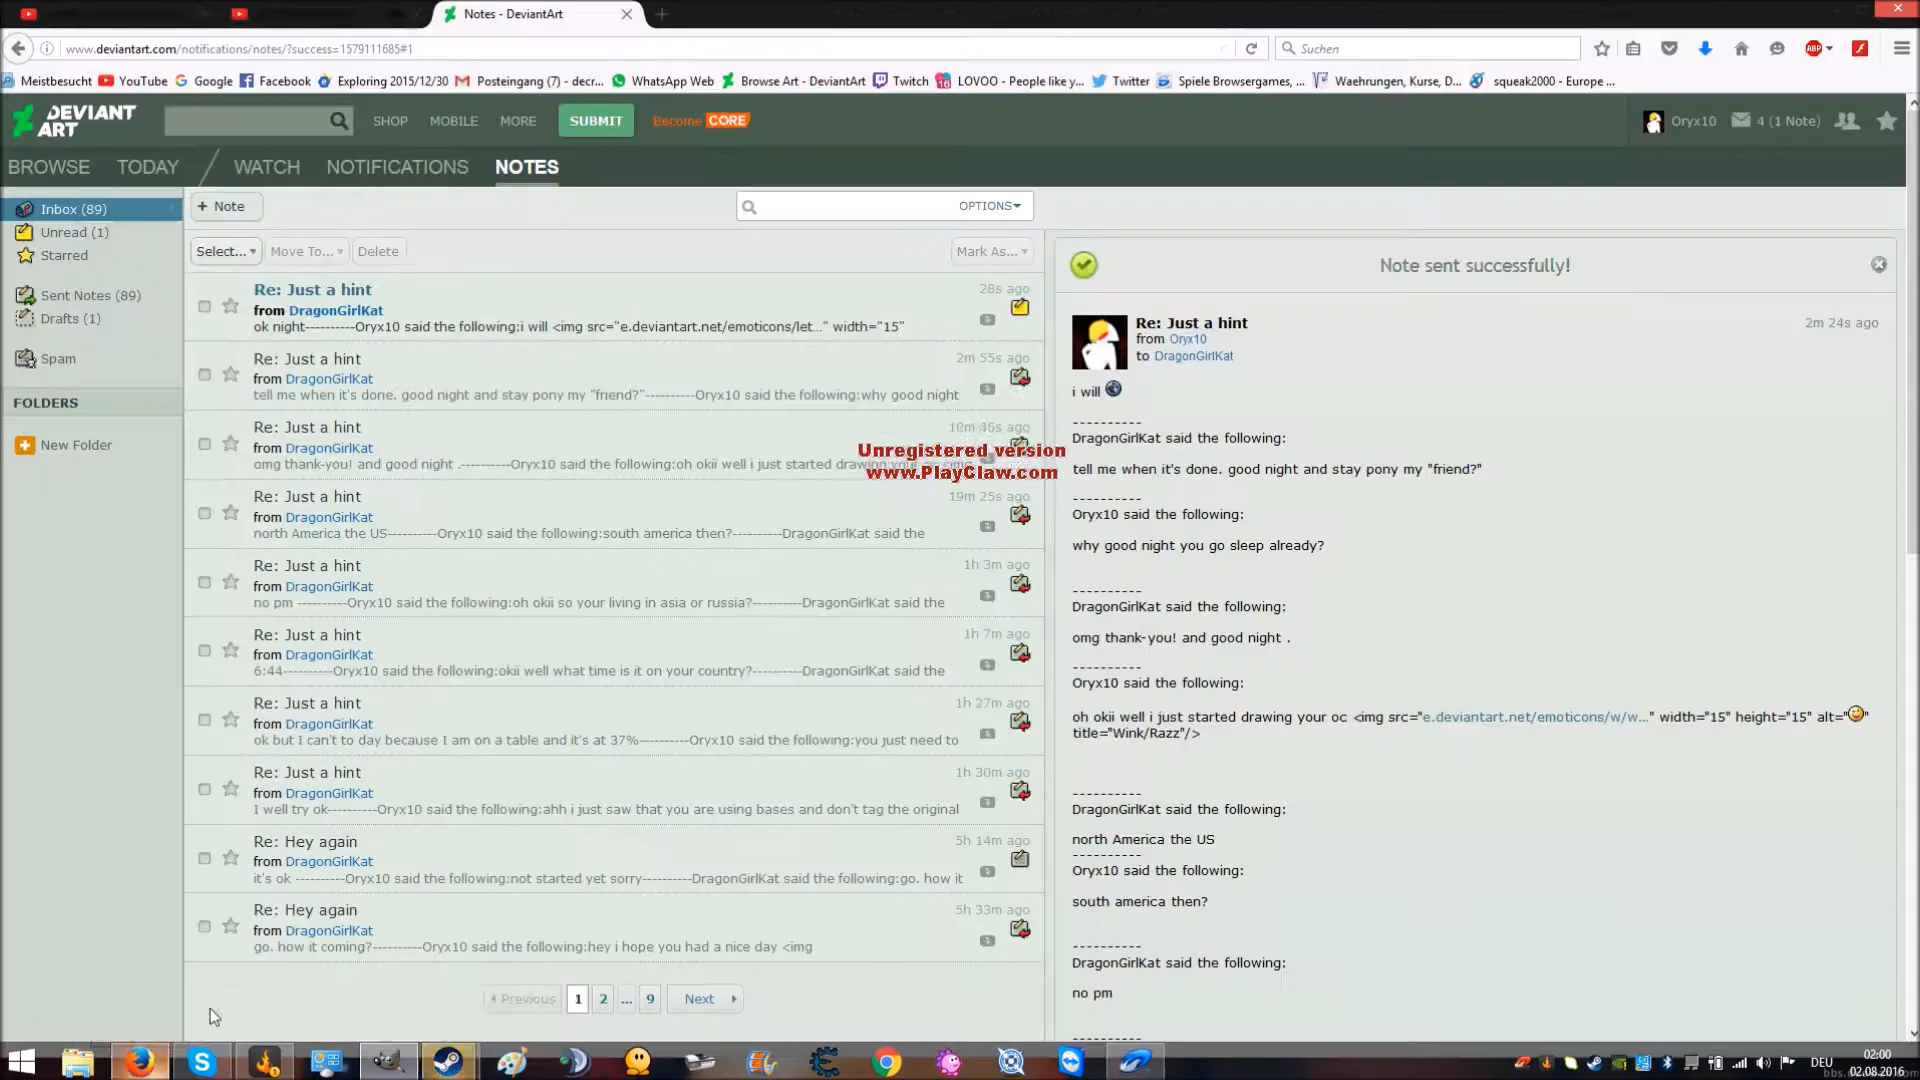 Notes - DeviantArt
www.deviantart.com/notifications/notes/?success=1579111685#1
Suchen
ABP
Meistbesucht YouTube Google Facebook Exploring 2015/12/30 Posteingang (7) - decr... WhatsApp Web Browse Art - DeviantArt Twitch LOVOO - People like y... Twitter Spiele Browsergames, ... Waehrungen, Kurse, D... squeak2000 - Europe ...
DEVIANT ART
SHOP MOBILE MORE SUBMIT Become CORE
Oryx10 4 (1 Note)
BROWSE TODAY WATCH NOTIFICATIONS NOTES
Inbox (89)
Unread (1)
Starred
Sent Notes (89)
Drafts (1)
Spam
FOLDERS
New Folder
+ Note
OPTIONS
Select... Move To... Delete Mark As...
Re: Just a hint 28s ago
from DragonGirlKat
ok night----------Oryx10 said the following:i will <img src="e.deviantart.net/emoticons/let..." width="15"
Re: Just a hint 2m 55s ago
from DragonGirlKat
tell me when it's done. good night and stay pony my "friend?"----------Oryx10 said the following:why good night
Re: Just a hint
from DragonGirlKat
omg thank-you! and good night .----------Oryx10 said the following:oh okii well i just started drawing
Unregistered version
www.PlayClaw.com
Re: Just a hint 19m 25s ago
from DragonGirlKat
north America the US----------Oryx10 said the following:south america then?----------DragonGirlKat said the
Re: Just a hint 1h 3m ago
from DragonGirlKat
no pm ----------Oryx10 said the following:oh okii so your living in asia or russia?----------DragonGirlKat said the
Re: Just a hint 1h 7m ago
from DragonGirlKat
6:44----------Oryx10 said the following:okii well what time is it on your country?----------DragonGirlKat said the
Re: Just a hint 1h 27m ago
from DragonGirlKat
ok but I can't to day because I am on a table and it's at 37%----------Oryx10 said the following:you just need to
Re: Just a hint 1h 30m ago
from DragonGirlKat
I well try ok----------Oryx10 said the following:ahh i just saw that you are using bases and don't tag the original
Re: Hey again 5h 14m ago
from DragonGirlKat
it's ok ----------Oryx10 said the following:not started yet sorry----------DragonGirlKat said the following:go. how it
Re: Hey again 5h 33m ago
from DragonGirlKat
go. how it coming?----------Oryx10 said the following:hey i hope you had a nice day <img
Previous 1 2 ... 9 Next
Note sent successfully!
Re: Just a hint 2m 24s ago
from Oryx10
to DragonGirlKat
i will
----------
DragonGirlKat said the following:
tell me when it's done. good night and stay pony my "friend?"
----------
Oryx10 said the following:
why good night you go sleep already?
----------
DragonGirlKat said the following:
omg thank-you! and good night .
----------
Oryx10 said the following:
oh okii well i just started drawing your oc <img src="e.deviantart.net/emoticons/w/w..." width="15" height="15" alt=" "
title="Wink/Razz"/>
----------
DragonGirlKat said the following:
north America the US
----------
Oryx10 said the following:
south america then?
----------
DragonGirlKat said the following:
no pm
----------
DEU
02:00
02.08.2016